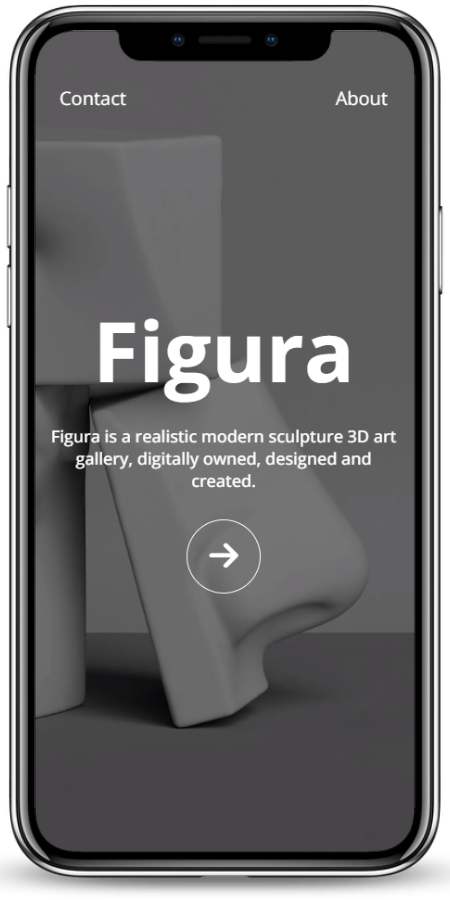 Contact
About
Figura
Figura is a realistic modern sculpture 3D art
gallery, digitally owned, designed and
created.